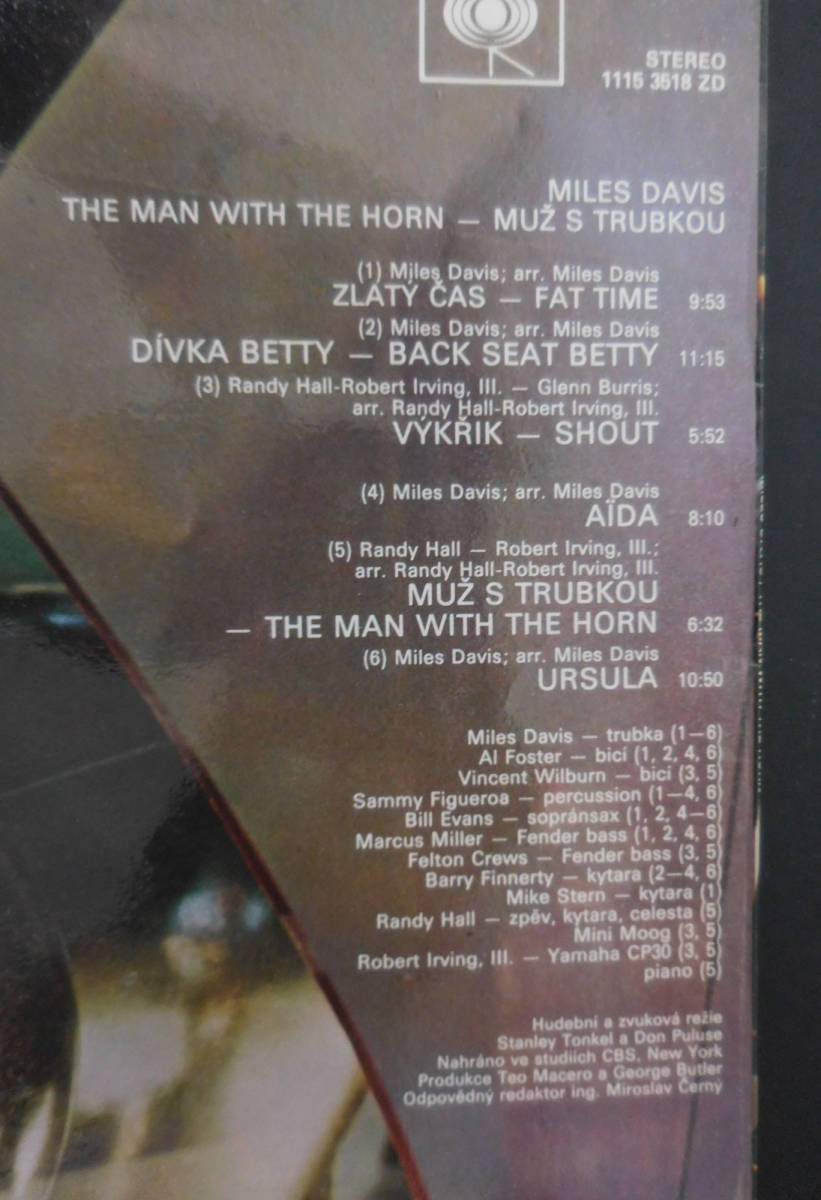 STEREO
1115 3518 ZD
MILES DAVIS
THE MAN WITH THE HORN — MUŽ S TRUBKOU
(1) Miles Davis; arr. Miles Davis
ZLATÝ ČAS — FAT TIME 9:53
(2) Miles Davis; arr. Miles Davis
DÍVKA BETTY — BACK SEAT BETTY 11:15
(3) Randy Hall-Robert Irving, III. — Glenn Burris;
arr. Randy Hall-Robert Irving, III.
VÝKŘIK — SHOUT 5:52
(4) Miles Davis; arr. Miles Davis
AÏDA 8:10
(5) Randy Hall — Robert Irving, III.;
arr. Randy Hall-Robert Irving, III.
MUŽ S TRUBKOU
— THE MAN WITH THE HORN 6:32
(6) Miles Davis; arr. Miles Davis
URSULA 10:50
Miles Davis — trubka (1—6)
Al Foster — bicí (1, 2, 4, 6)
Vincent Wilburn — bicí (3, 5)
Sammy Figueroa — percussion (1—4, 6)
Bill Evans — sopránsax (1, 2, 4—6)
Marcus Miller — Fender bass (1, 2, 4, 6)
Felton Crews — Fender bass (3, 5)
Barry Finnerty — kytara (2—4, 6)
Mike Stern — kytara (1)
Randy Hall — zpěv, kytara, celesta (5)
Mini Moog (3, 5)
Robert Irving, III. — Yamaha CP30 (3, 5)
piano (5)
Hudební a zvuková režie
Stanley Tonkel a Don Puluse
Nahráno ve studiích CBS, New York
Produkce Teo Macero a George Butler
Odpovědný redaktor ing. Miroslav Černý